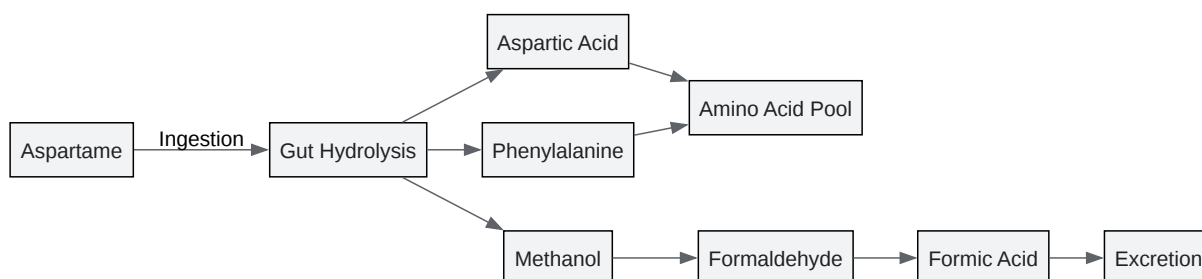 Aspartic Acid
Amino Acid Pool
Ingestion
Aspartame
Gut Hydrolysis
Phenylalanine
Methanol
Formaldehyde
Formic Acid
Excretion